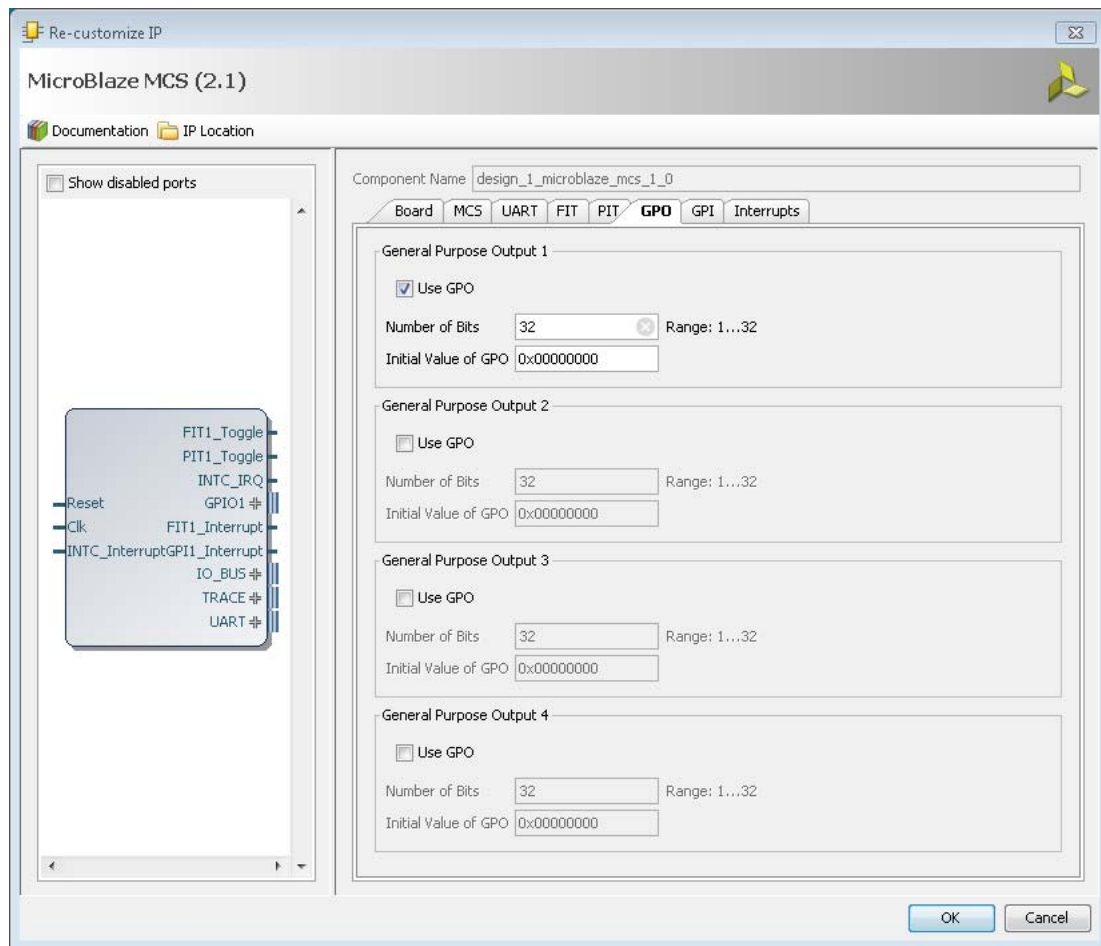 Re-customize IP
MicroBlaze MCS (2.1)
Documentation IP Location
Show disabled ports
FIT1_Toggle
PIT1_Toggle
INTC_IRQ
Reset GPIO1
Clk FIT1_Interrupt
INTC_Interrupt GPI1_Interrupt
IO_BUS
TRACE
UART
Component Name design_1_microblaze_mcs_1_0
Board MCS UART FIT PIT GPO GPI Interrupts
General Purpose Output 1
Use GPO
Number of Bits 32 Range: 1...32
Initial Value of GPO 0x00000000
General Purpose Output 2
Use GPO
Number of Bits 32 Range: 1...32
Initial Value of GPO 0x00000000
General Purpose Output 3
Use GPO
Number of Bits 32 Range: 1...32
Initial Value of GPO 0x00000000
General Purpose Output 4
Use GPO
Number of Bits 32 Range: 1...32
Initial Value of GPO 0x00000000
OK Cancel